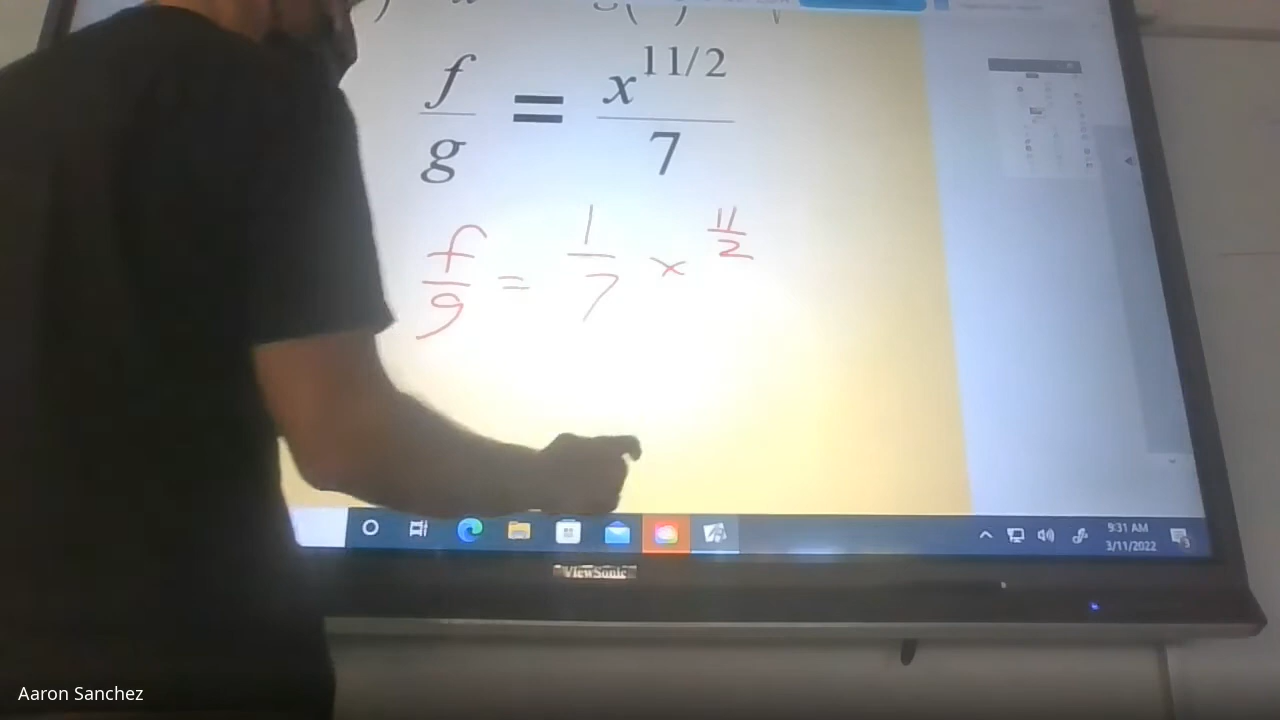 f/g = x^11/2 / 7
f/g = 1/7 x^11/2
9:31 AM
3/11/2022
ViewSonic
Aaron Sanchez